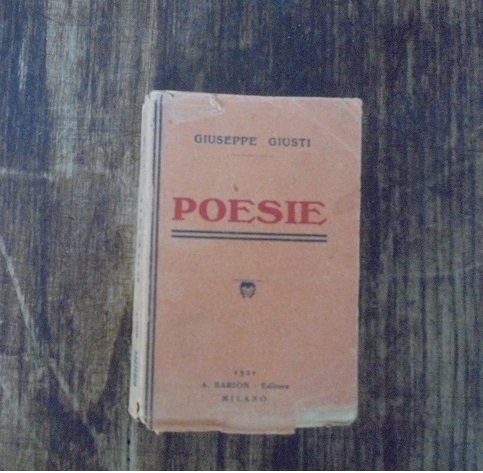 GIUSEPPE GIUSTI
POESIE
A. BARION - Editore
MILANO